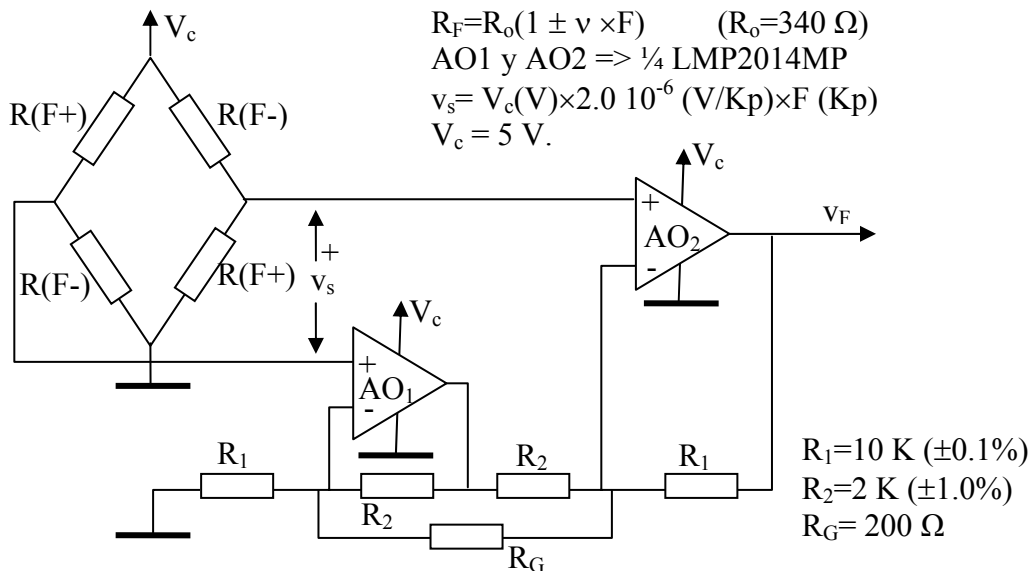 V_c
R_F=R_o(1 ± ν ×F) (R_o=340 Ω)
AO1 y AO2 => ¼ LMP2014MP
v_s= V_c(V)×2.0 10^-6 (V/Kp)×F (Kp)
V_c = 5 V.
R(F+)
R(F-)
V_c
+
AO_2
-
v_F
R(F-)
R(F+)
+
v_s
V_c
+
AO_1
-
R_1
R_2
R_2
R_1
R_G
R_1=10 K (±0.1%)
R_2=2 K (±1.0%)
R_G= 200 Ω